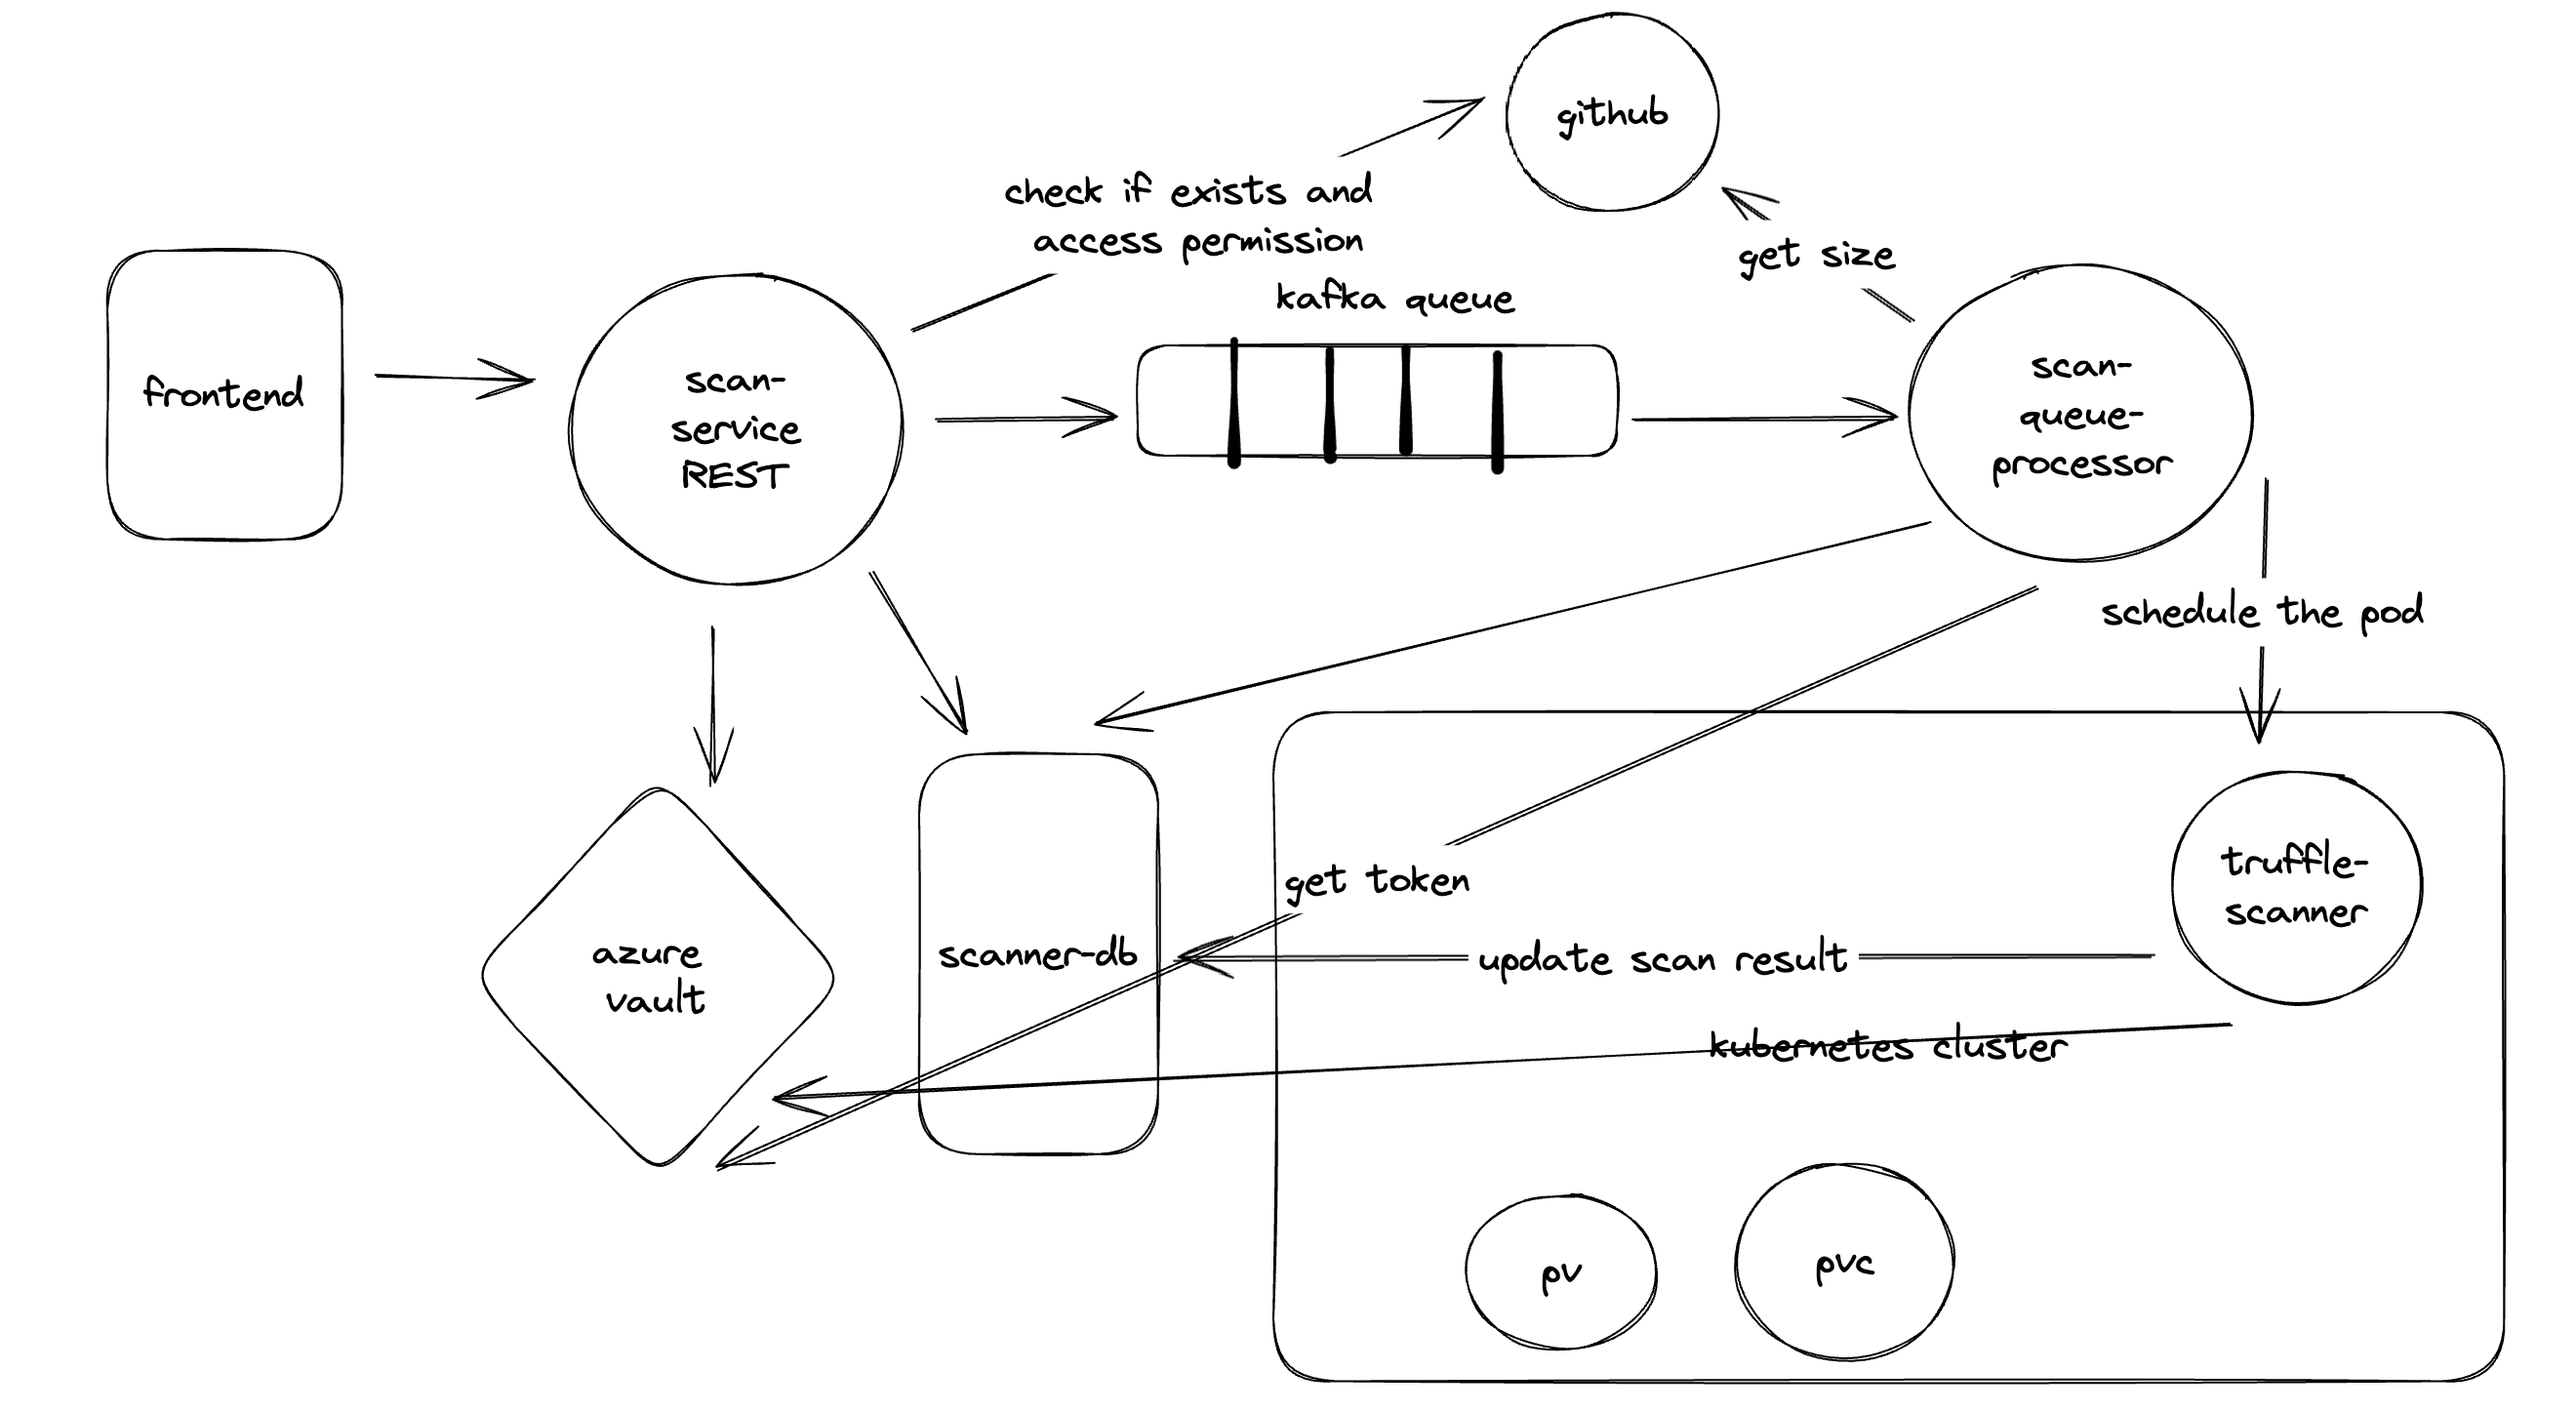 github
check if exists and
access permission
get size
kafka queue
frontend
scan-
service
REST
scan-
queue-
processor
schedule the pod
truffle-
scanner
get token
azure
vault
scanner-db
update scan result
kubernetes cluster
pv
pvc